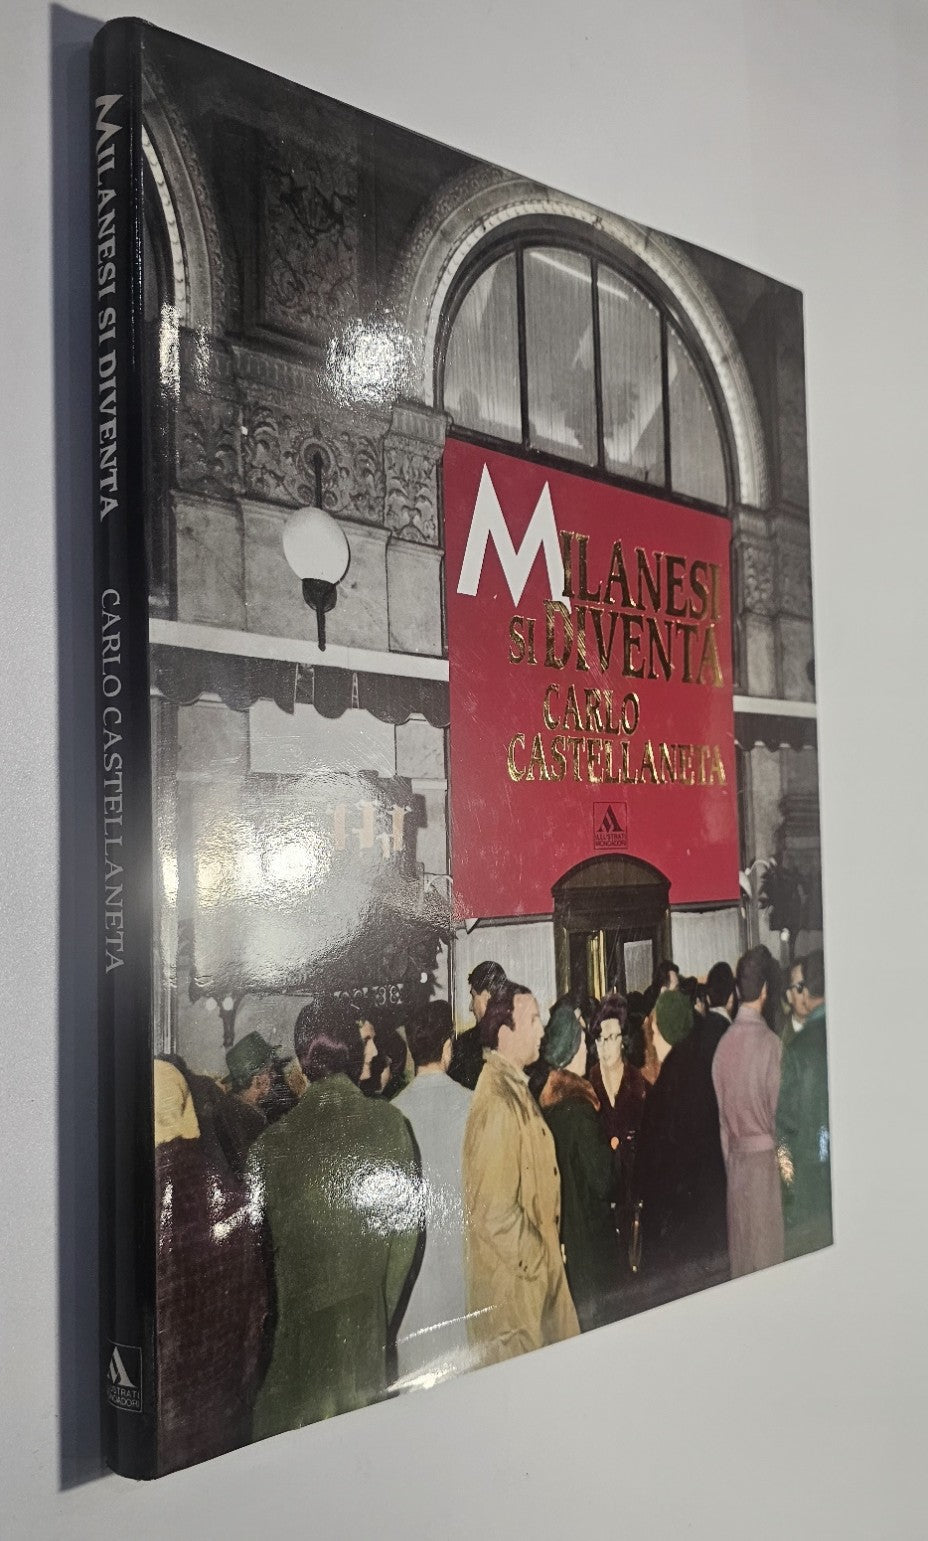 MILANESI SI DIVENTA CARLO CASTELLANETA
ILLUSTRATI
MONDADORI
MILANESI
SI DIVENTA
CARLO
CASTELLANETA
ILLUSTRATI
MONDADORI